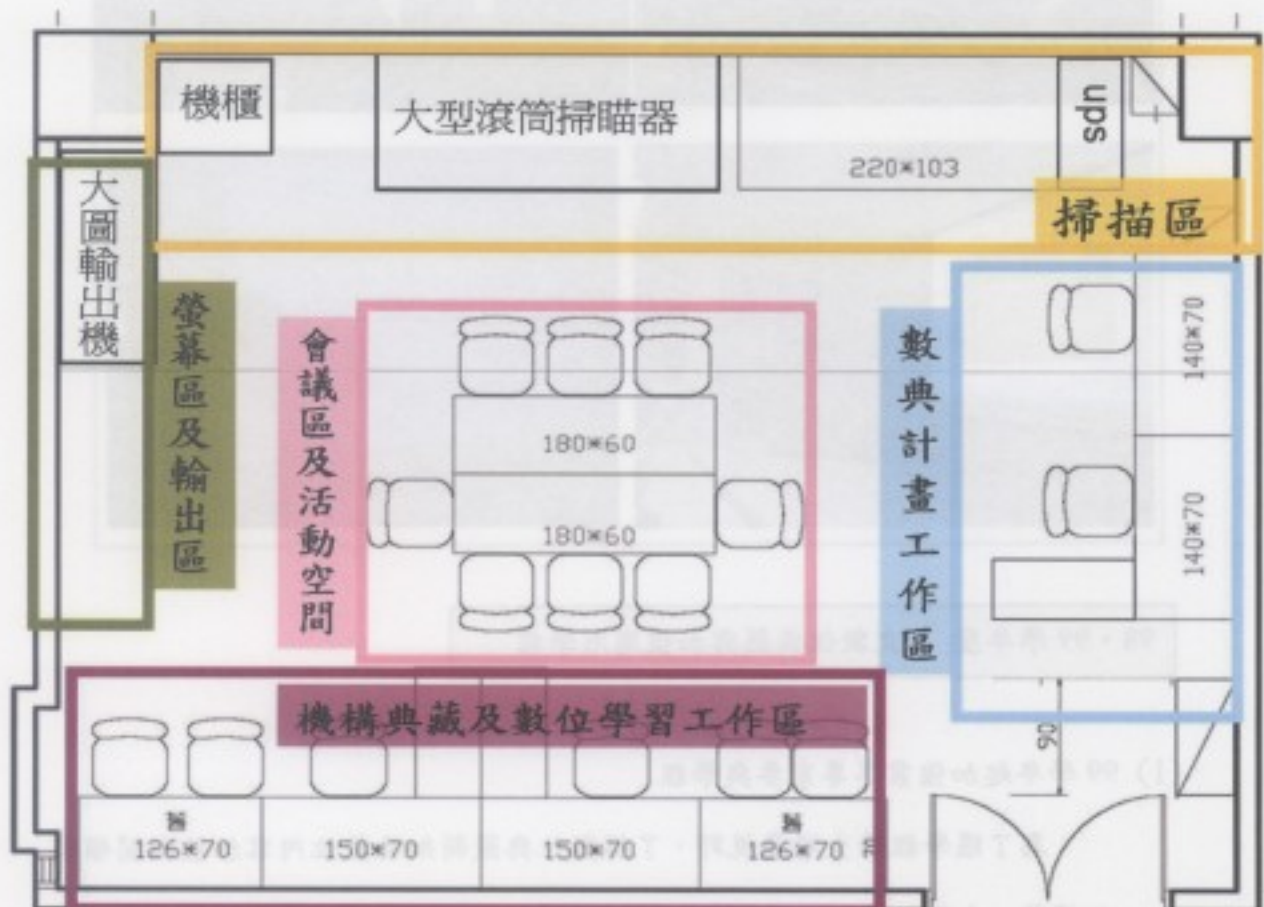 機櫃
大型滾筒掃瞄器
220*103
ups
掃描區
大圖輸出機
螢幕區及輸出區
會議區及活動空間
180*60
180*60
數典計畫工作區
140*70
140*70
90
機構典藏及數位學習工作區
126*70
150*70
150*70
126*70